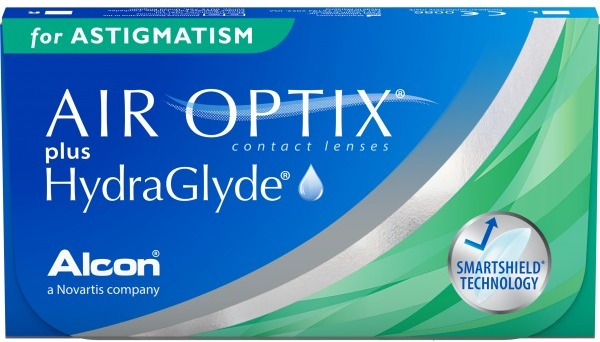 for ASTIGMATISM
AIR OPTIX®
contact lenses
plus
HydraGlyde®
Alcon®
a Novartis company
SMARTSHIELD®
TECHNOLOGY